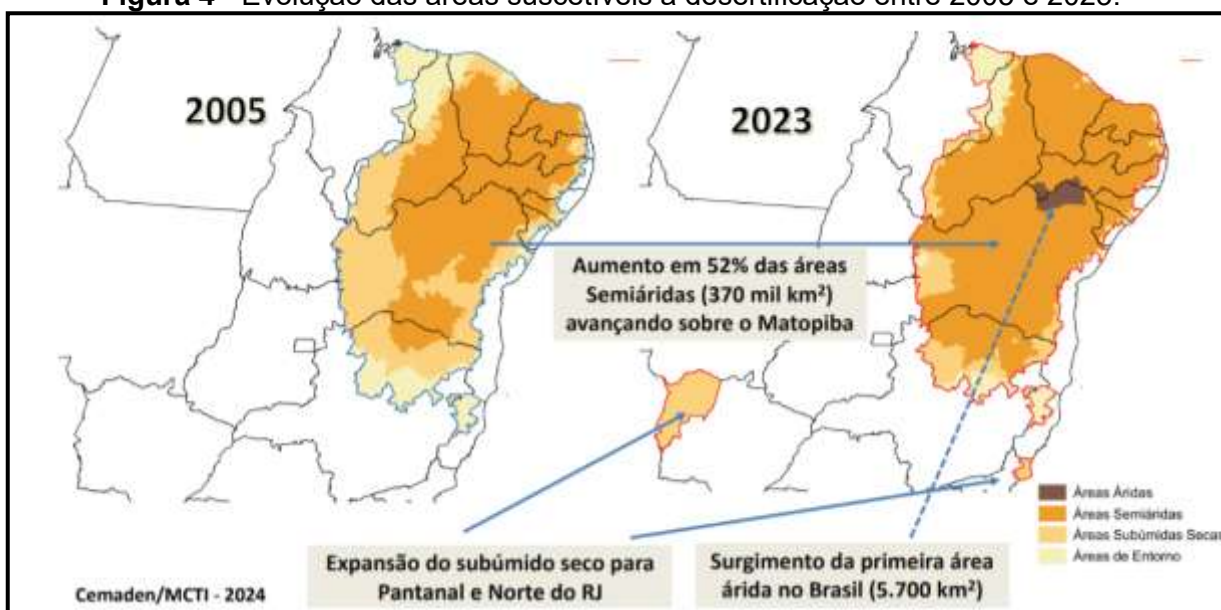 Figura 4 - Evolução das áreas suscetíveis à desertificação entre 2005 e 2023.
2005
2023
Aumento em 52% das áreas
Semiáridas (370 mil km²)
avançando sobre o Matopiba
Expansão do subúmido seco para
Pantanal e Norte do RJ
Surgimento da primeira área
árida no Brasil (5.700 km²)
Áreas Áridas
Áreas Semiáridas
Áreas Subúmidas Secas
Áreas de Entorno
Cemaden/MCTI - 2024